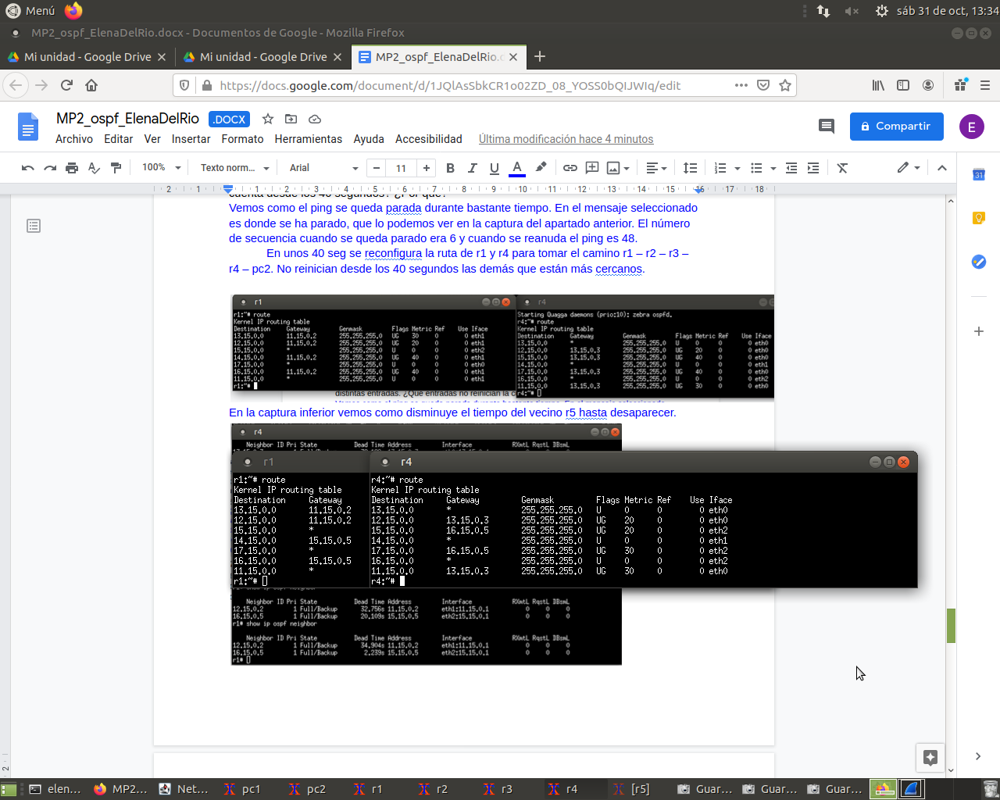 Menú
sáb 31 de oct, 13:34
MP2_ospf_ElenaDelRio.docx - Documentos de Google - Mozilla Firefox
Mi unidad - Google Drive
Mi unidad - Google Drive
MP2_ospf_ElenaDelRio.d
https://docs.google.com/document/d/1JQlAsSbkCR1o02ZD_08_YOSS0bQIJWIq/edit
MP2_ospf_ElenaDelRio .DOCX
Compartir
E
Archivo Editar Ver Insertar Formato Herramientas Ayuda Accesibilidad Última modificación hace 4 minutos
100% Texto norm... Arial 11
2 1 1 2 3 4 5 6 7 8 9 10 11 12 13 14 15 16 17 18
cuenta desde los 40 segundos? ¿Por qué?
Vemos como el ping se queda parada durante bastante tiempo. En el mensaje seleccionado
es donde se ha parado, que lo podemos ver en la captura del apartado anterior. El número
de secuencia cuando se queda parado era 6 y cuando se reanuda el ping es 48.
En unos 40 seg se reconfigura la ruta de r1 y r4 para tomar el camino r1 – r2 – r3 –
r4 – pc2. No reinician desde los 40 segundos las demás que están más cercanos.
r1
r1:~# route
Kernel IP routing table
Destination Gateway Genmask Flags Metric Ref Use Iface
13.15.0.0 11.15.0.2 255.255.255.0 UG 30 0 0 eth1
12.15.0.0 11.15.0.2 255.255.255.0 UG 20 0 0 eth1
15.15.0.0 * 255.255.255.0 U 0 0 0 eth2
14.15.0.0 11.15.0.2 255.255.255.0 UG 40 0 0 eth1
17.15.0.0 * 255.255.255.0 U 0 0 0 eth0
16.15.0.0 11.15.0.2 255.255.255.0 UG 40 0 0 eth1
11.15.0.0 * 255.255.255.0 U 0 0 0 eth1
r1:~#
r4
Starting Quagga daemons (prio:10): zebra ospfd.
r4:~# route
Kernel IP routing table
Destination Gateway Genmask Flags Metric Ref Use Iface
13.15.0.0 * 255.255.255.0 U 0 0 0 eth0
12.15.0.0 13.15.0.3 255.255.255.0 UG 20 0 0 eth0
15.15.0.0 13.15.0.3 255.255.255.0 UG 40 0 0 eth0
14.15.0.0 * 255.255.255.0 U 0 0 0 eth1
17.15.0.0 13.15.0.3 255.255.255.0 UG 40 0 0 eth0
16.15.0.0 * 255.255.255.0 U 0 0 0 eth2
11.15.0.0 13.15.0.3 255.255.255.0 UG 30 0 0 eth0
r4:~#
distintas entradas. ¿Qué entradas no reinician la c
En la captura inferior vemos como disminuye el tiempo del vecino r5 hasta desaparecer.
r4
Neighbor ID Pri State Dead Time Address Interface RXmtL RqstL DBsmL
r1
r1:~# route
Kernel IP routing table
Destination Gateway
13.15.0.0 11.15.0.2
12.15.0.0 11.15.0.2
15.15.0.0 *
14.15.0.0 15.15.0.5
17.15.0.0 *
16.15.0.0 15.15.0.5
11.15.0.0 *
r1:~#
r4
r4:~# route
Kernel IP routing table
Destination Gateway Genmask Flags Metric Ref Use Iface
13.15.0.0 * 255.255.255.0 U 0 0 0 eth0
12.15.0.0 13.15.0.3 255.255.255.0 UG 20 0 0 eth0
15.15.0.0 16.15.0.5 255.255.255.0 UG 20 0 0 eth2
14.15.0.0 * 255.255.255.0 U 0 0 0 eth1
17.15.0.0 16.15.0.5 255.255.255.0 UG 30 0 0 eth2
16.15.0.0 * 255.255.255.0 U 0 0 0 eth2
11.15.0.0 13.15.0.3 255.255.255.0 UG 30 0 0 eth0
r4:~#
Neighbor ID Pri State Dead Time Address Interface RXmtL RqstL DBsmL
12.15.0.2 1 Full/Backup 32.756s 11.15.0.2 eth1:11.15.0.1 0 0 0
16.15.0.5 1 Full/Backup 20.109s 15.15.0.5 eth2:15.15.0.1 0 0 0
r1# show ip ospf neighbor
Neighbor ID Pri State Dead Time Address Interface RXmtL RqstL DBsmL
12.15.0.2 1 Full/Backup 34.904s 11.15.0.2 eth1:11.15.0.1 0 0 0
16.15.0.5 1 Full/Backup 2.239s 15.15.0.5 eth2:15.15.0.1 0 0 0
r1#
31
2
elen... MP2... Net... pc1 pc2 r1 r2 r3 r4 [r5] Guar... Guar... Guar...